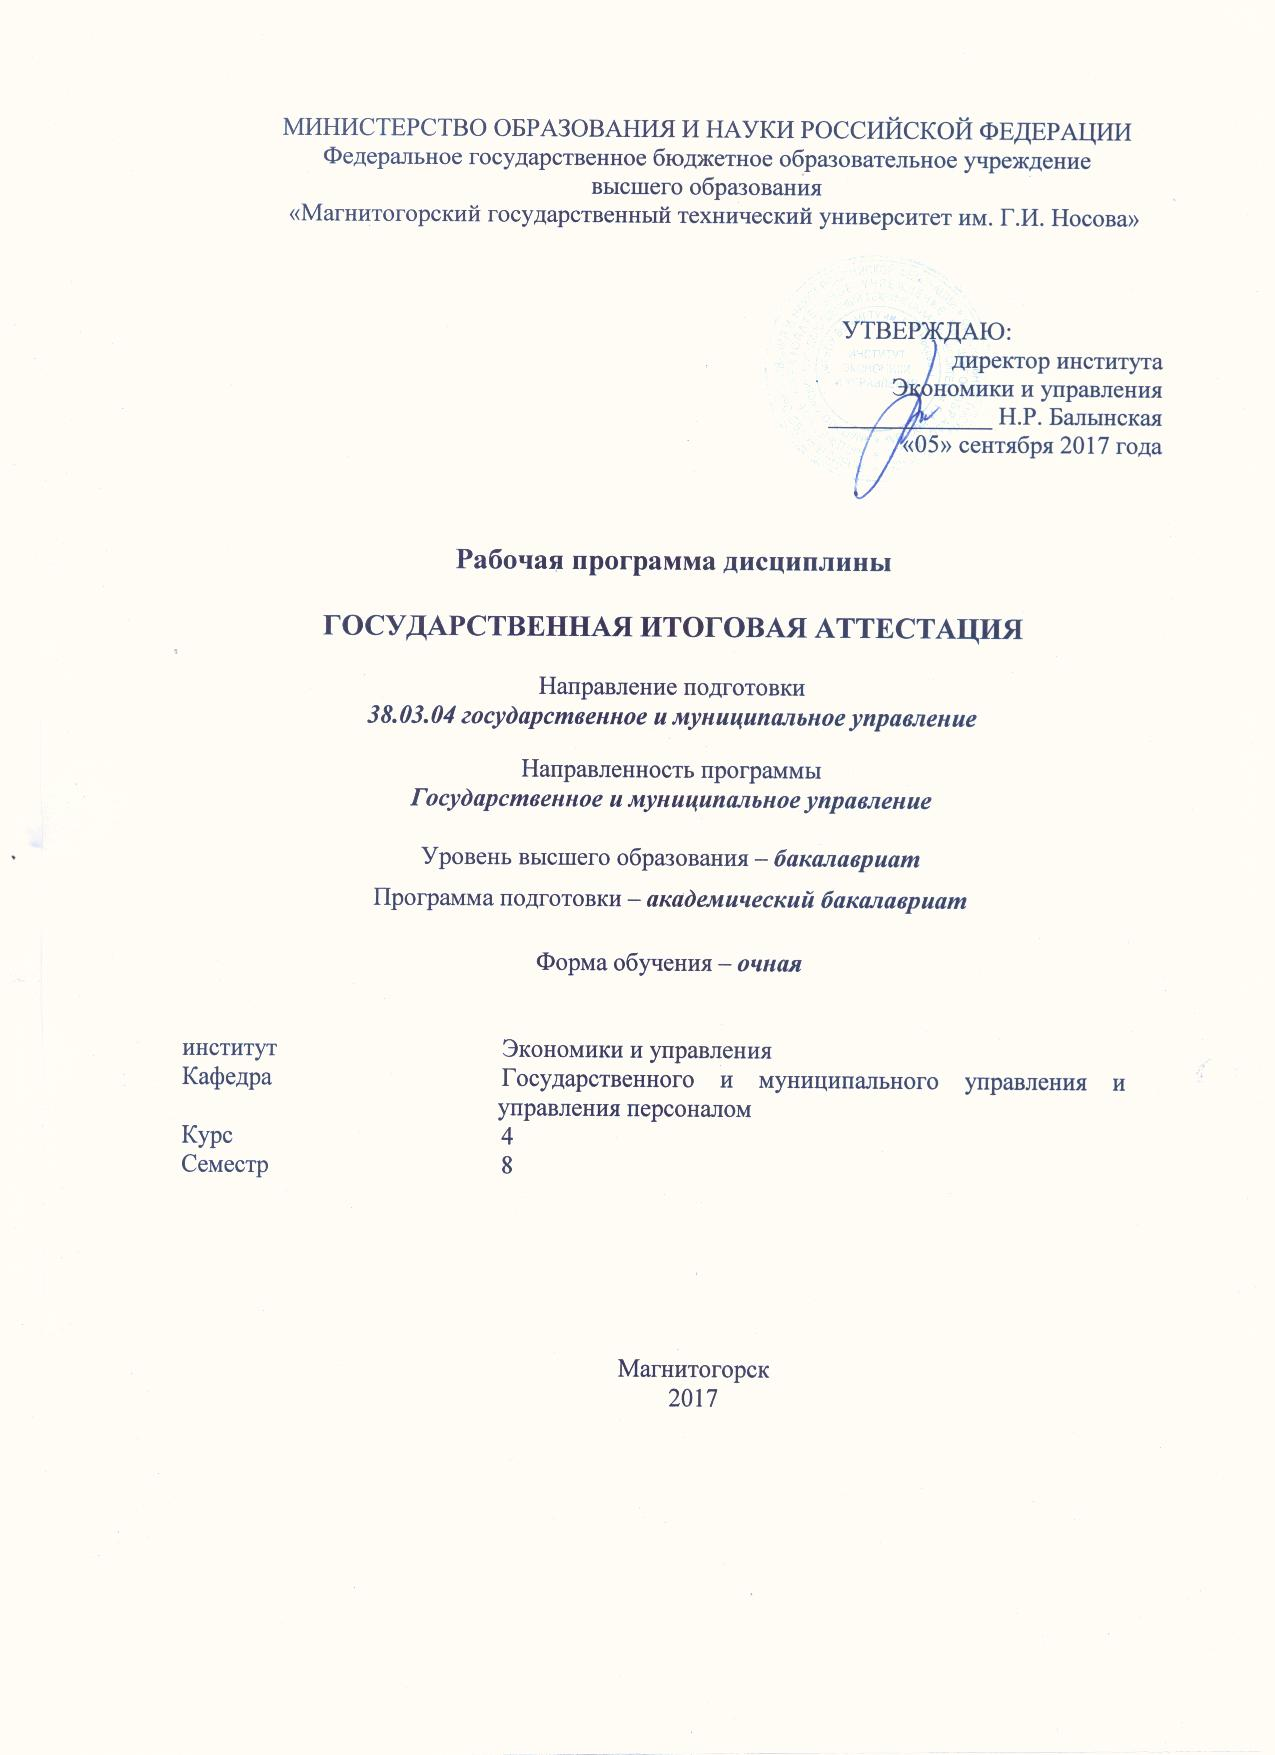 МИНИСТЕРСТВО ОБРАЗОВАНИЯ И НАУКИ РОССИЙСКОЙ ФЕДЕРАЦИИ
Федеральное государственное бюджетное образовательное учреждение
высшего образования
«Магнитогорский государственный технический университет им. Г.И. Носова»
УТВЕРЖДАЮ:
директор института
Экономики и управления
Н.Р. Балынская
«05» сентября 2017 года
Рабочая программа дисциплины
ГОСУДАРСТВЕННАЯ ИТОГОВАЯ АТТЕСТАЦИЯ
Направление подготовки
38.03.04 государственное и муниципальное управление
Направленность программы
Государственное и муниципальное управление
Уровень высшего образования – бакалавриат
Программа подготовки – академический бакалавриат
Форма обучения – очная
институт Экономики и управления
Кафедра Государственного и муниципального управления и
управления персоналом
Курс 4
Семестр 8
Магнитогорск
2017